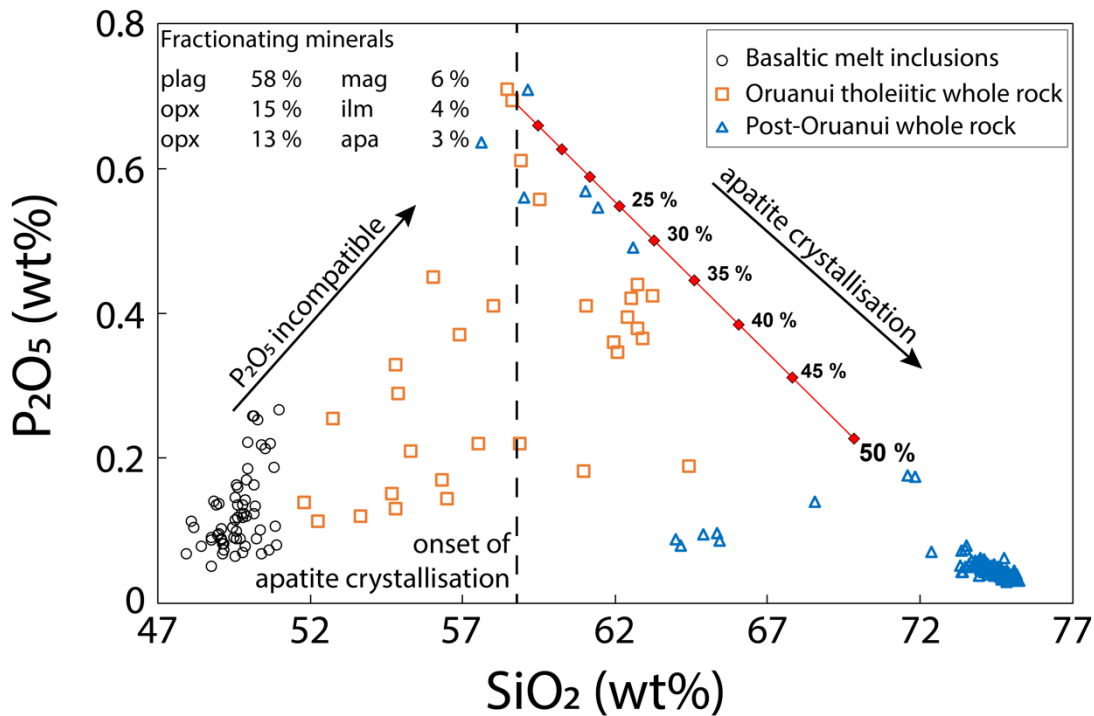 0.8
0.6
0.4
0.2
0
P₂O₅ (wt%)
47
52
57
62
67
72
77
SiO₂ (wt%)
Fractionating minerals
plag 58 % mag 6 %
opx 15 % ilm 4 %
opx 13 % apa 3 %
Basaltic melt inclusions
Oruanui tholeiitic whole rock
Post-Oruanui whole rock
P₂O₅ incompatible
apatite crystallisation
25 %
30 %
35 %
40 %
45 %
50 %
onset of
apatite crystallisation